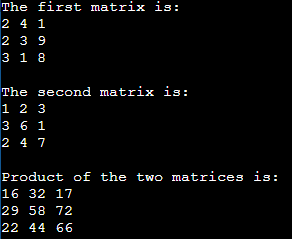 The first matrix is:
2 4 1
2 3 9
3 1 8
The second matrix is:
1 2 3
3 6 1
2 4 7
Product of the two matrices is:
16 32 17
29 58 72
22 44 66